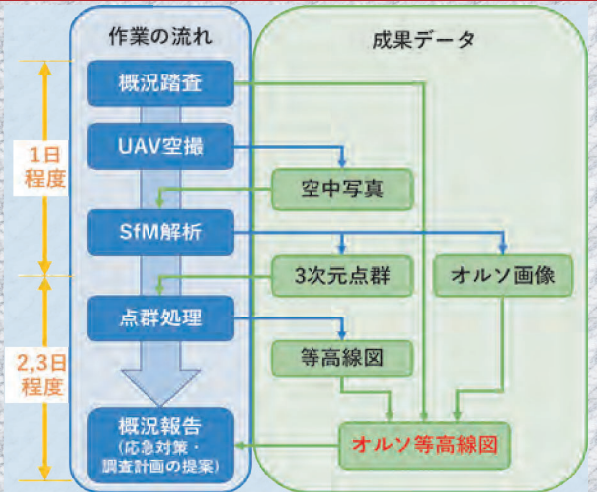 作業の流れ
成果データ
概況踏査
UAV空撮
空中写真
1日
程度
SfM解析
3次元点群
オルソ画像
点群処理
等高線図
2,3日
程度
概況報告
(応急対策・
調査計画の提案)
オルソ等高線図